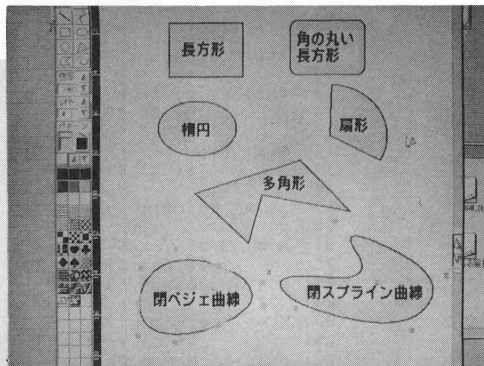 長方形
角の丸い
長方形
楕円
扇形
多角形
閉ベジェ曲線
閉スプライン曲線